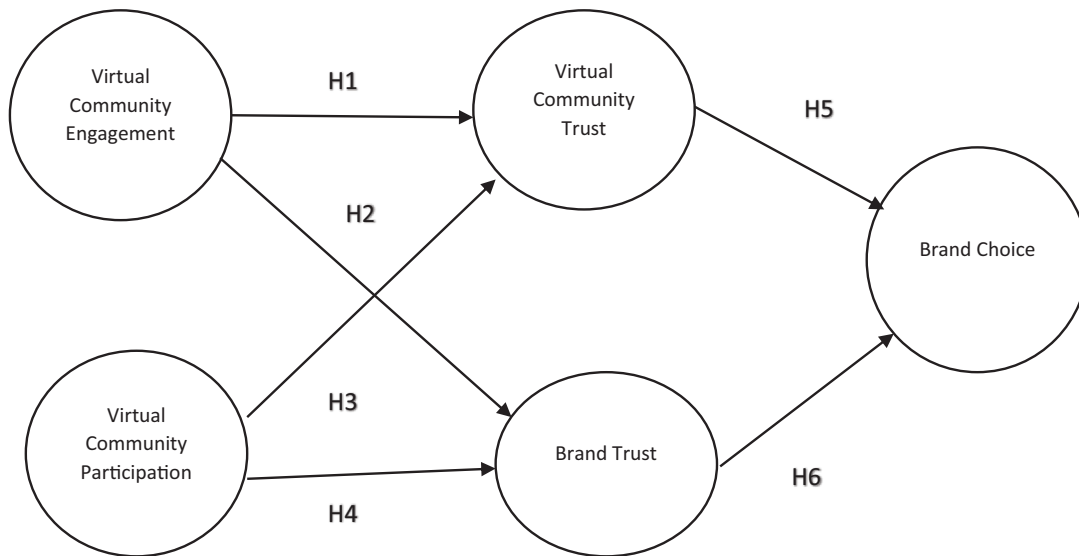 Virtual
Community
Engagement
H1
Virtual
Community
Trust
H5
H2
Brand Choice
Virtual
Community
Participation
H3
Brand Trust
H4
H6